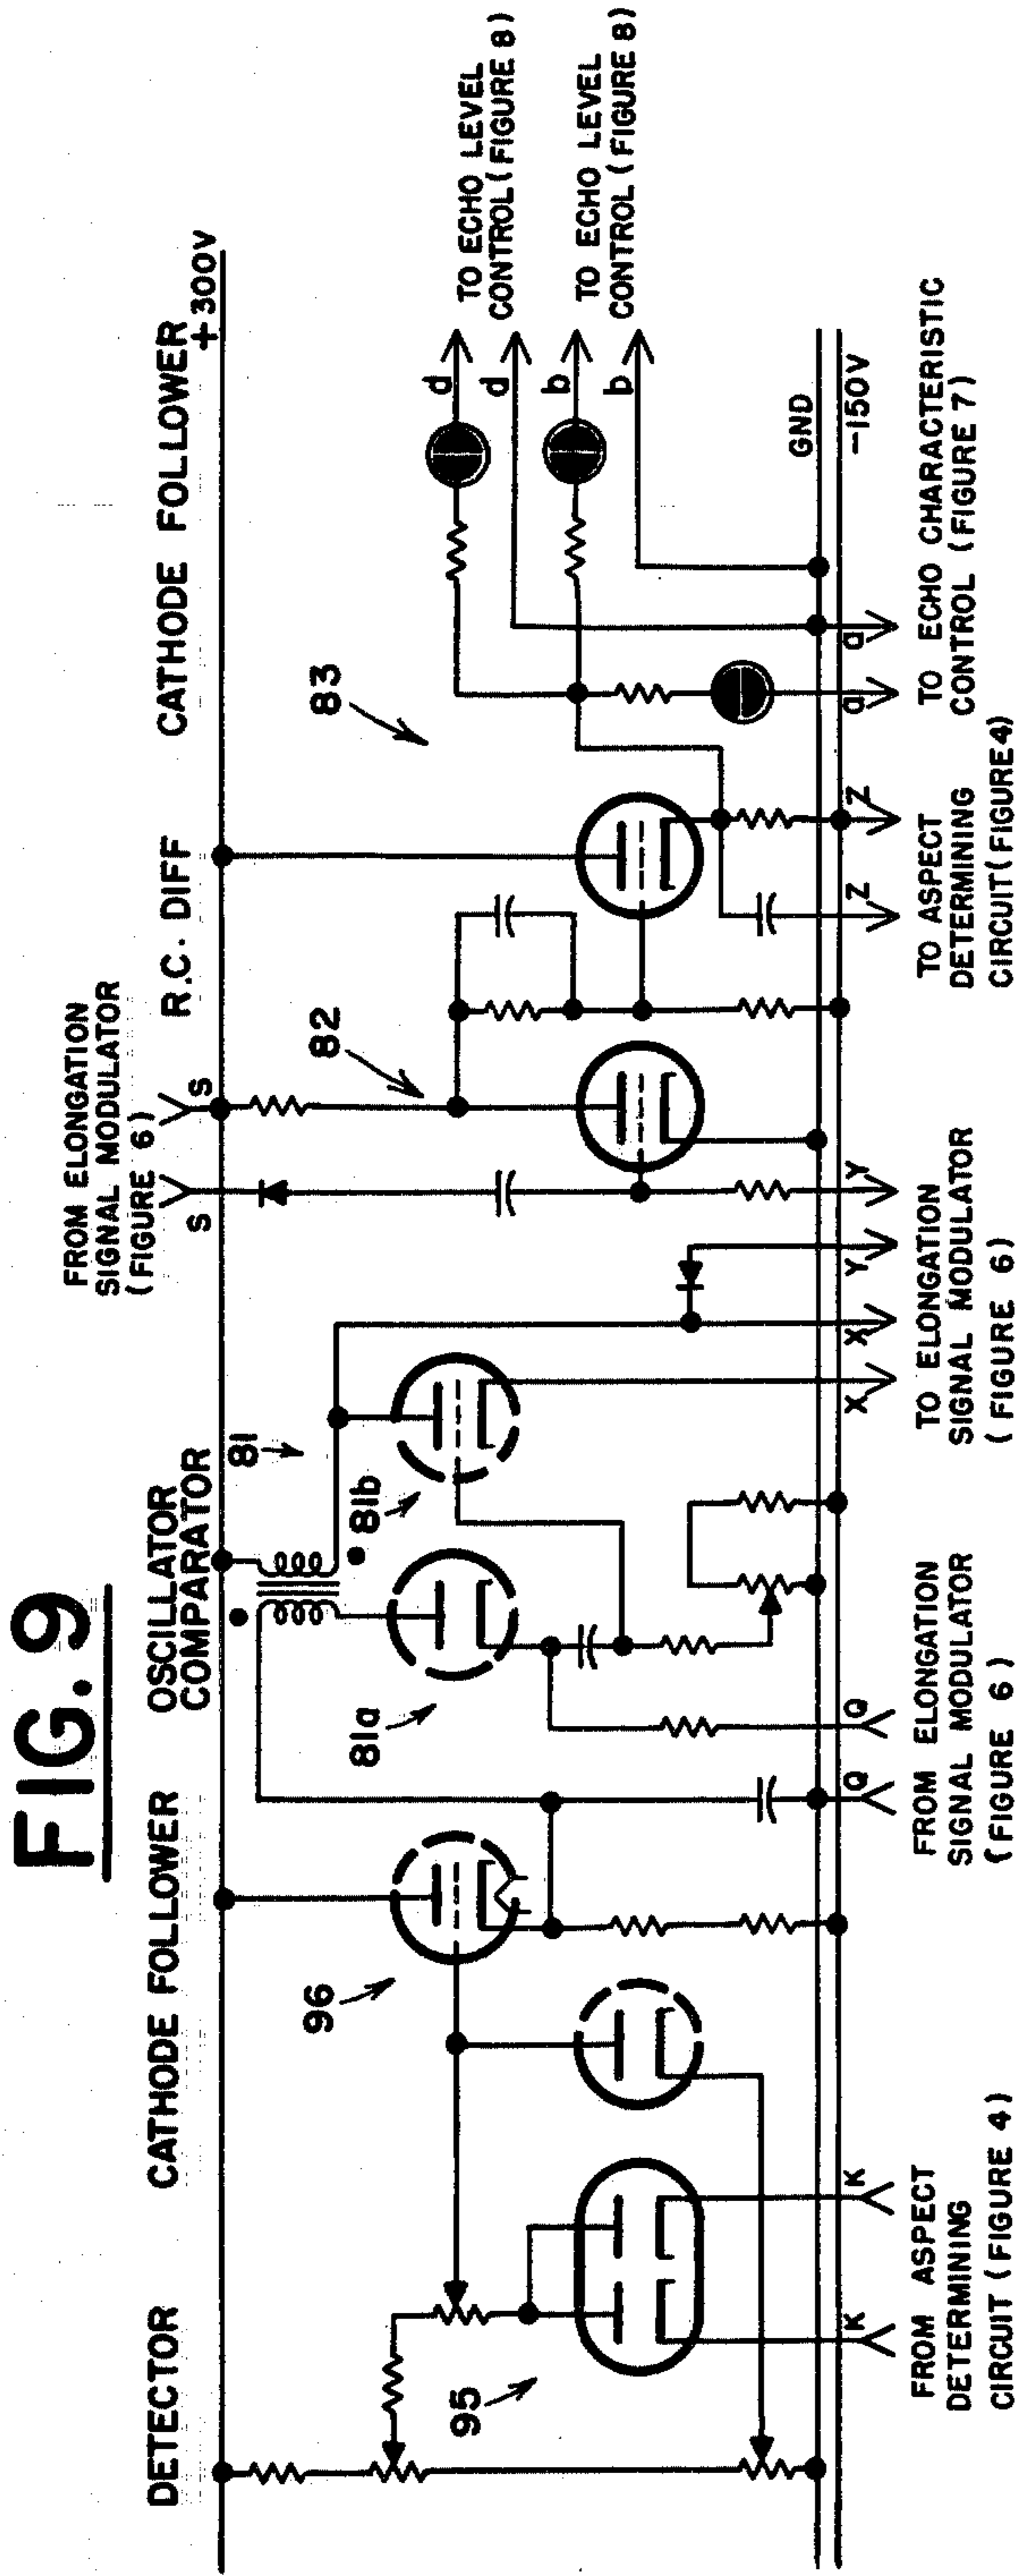 FIG. 9
DETECTOR
CATHODE FOLLOWER
OSCILLATOR
COMPARATOR
FROM ELONGATION
SIGNAL MODULATOR
(FIGURE 6)
R.C. DIFF
CATHODE FOLLOWER
+300V
S
S
81
82
83
81b
81a
96
95
d
TO ECHO LEVEL
CONTROL (FIGURE 8)
d
b
TO ECHO LEVEL
CONTROL (FIGURE 8)
b
GND
-150V
K
K
Q
Q
X
X
Y
Y
Z
Z
a
a
FROM ASPECT
DETERMINING
CIRCUIT (FIGURE 4)
FROM ELONGATION
SIGNAL MODULATOR
(FIGURE 6)
TO ELONGATION
SIGNAL MODULATOR
(FIGURE 6)
TO ASPECT
DETERMINING
CIRCUIT (FIGURE 4)
TO ECHO CHARACTERISTIC
CONTROL (FIGURE 7)